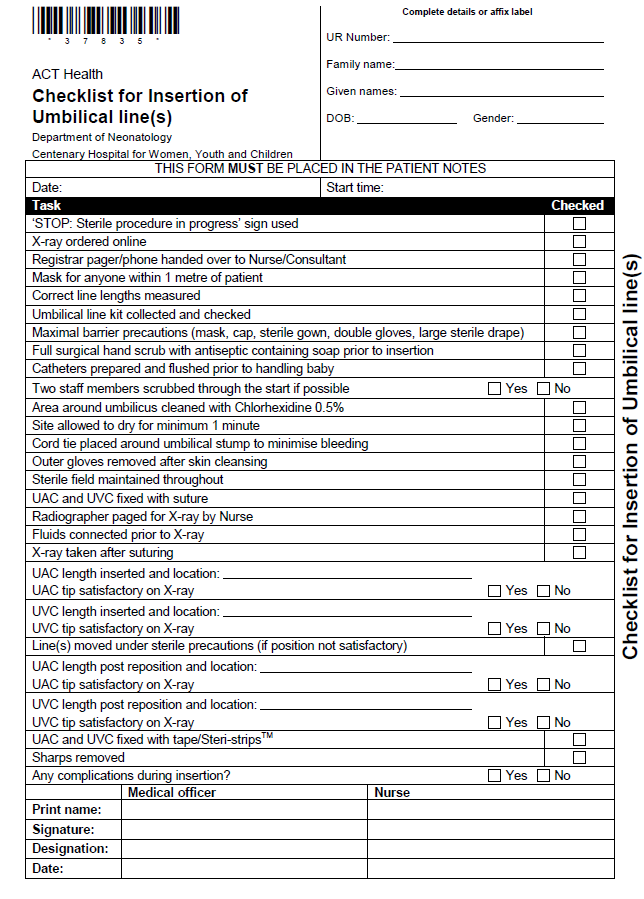 * 3 7 8 3 5 *
ACT Health
Checklist for Insertion of
Umbilical line(s)
Department of Neonatology
Centenary Hospital for Women, Youth and Children
Complete details or affix label
UR Number:
Family name:
Given names:
DOB: Gender:
THIS FORM MUST BE PLACED IN THE PATIENT NOTES
Date: Start time:
Task Checked
‘STOP: Sterile procedure in progress’ sign used
X-ray ordered online
Registrar pager/phone handed over to Nurse/Consultant
Mask for anyone within 1 metre of patient
Correct line lengths measured
Umbilical line kit collected and checked
Maximal barrier precautions (mask, cap, sterile gown, double gloves, large sterile drape)
Full surgical hand scrub with antiseptic containing soap prior to insertion
Catheters prepared and flushed prior to handling baby
Two staff members scrubbed through the start if possible Yes No
Area around umbilicus cleaned with Chlorhexidine 0.5%
Site allowed to dry for minimum 1 minute
Cord tie placed around umbilical stump to minimise bleeding
Outer gloves removed after skin cleansing
Sterile field maintained throughout
UAC and UVC fixed with suture
Radiographer paged for X-ray by Nurse
Fluids connected prior to X-ray
X-ray taken after suturing
UAC length inserted and location:
UAC tip satisfactory on X-ray Yes No
UVC length inserted and location:
UVC tip satisfactory on X-ray Yes No
Line(s) moved under sterile precautions (if position not satisfactory)
UAC length post reposition and location:
UAC tip satisfactory on X-ray Yes No
UVC length post reposition and location:
UVC tip satisfactory on X-ray Yes No
UAC and UVC fixed with tape/Steri-strips™
Sharps removed
Any complications during insertion? Yes No
Medical officer Nurse
Print name:
Signature:
Designation:
Date:
Checklist for Insertion of Umbilical line(s)